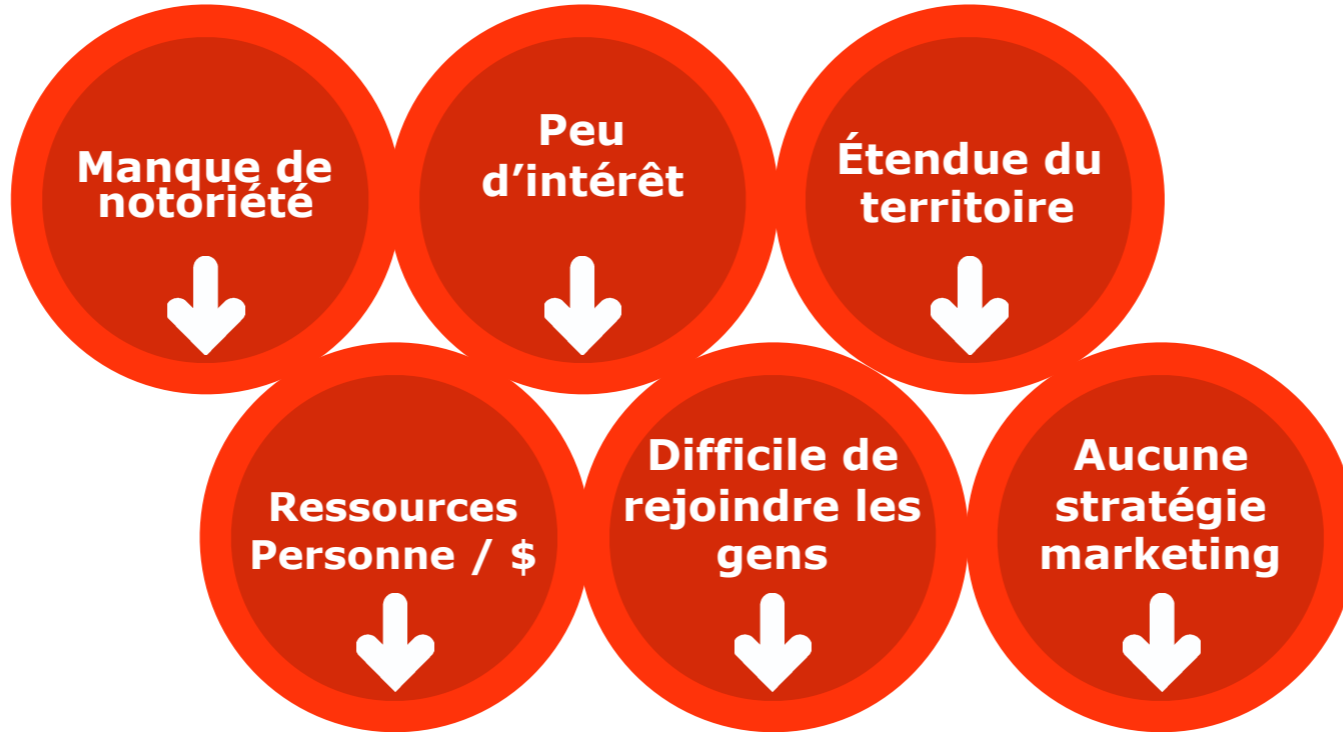 Manque de
notoriété
Peu
d’intérêt
Étendue du
territoire
Ressources
Personne / $
Difficile de
rejoindre les
gens
Aucune
stratégie
marketing